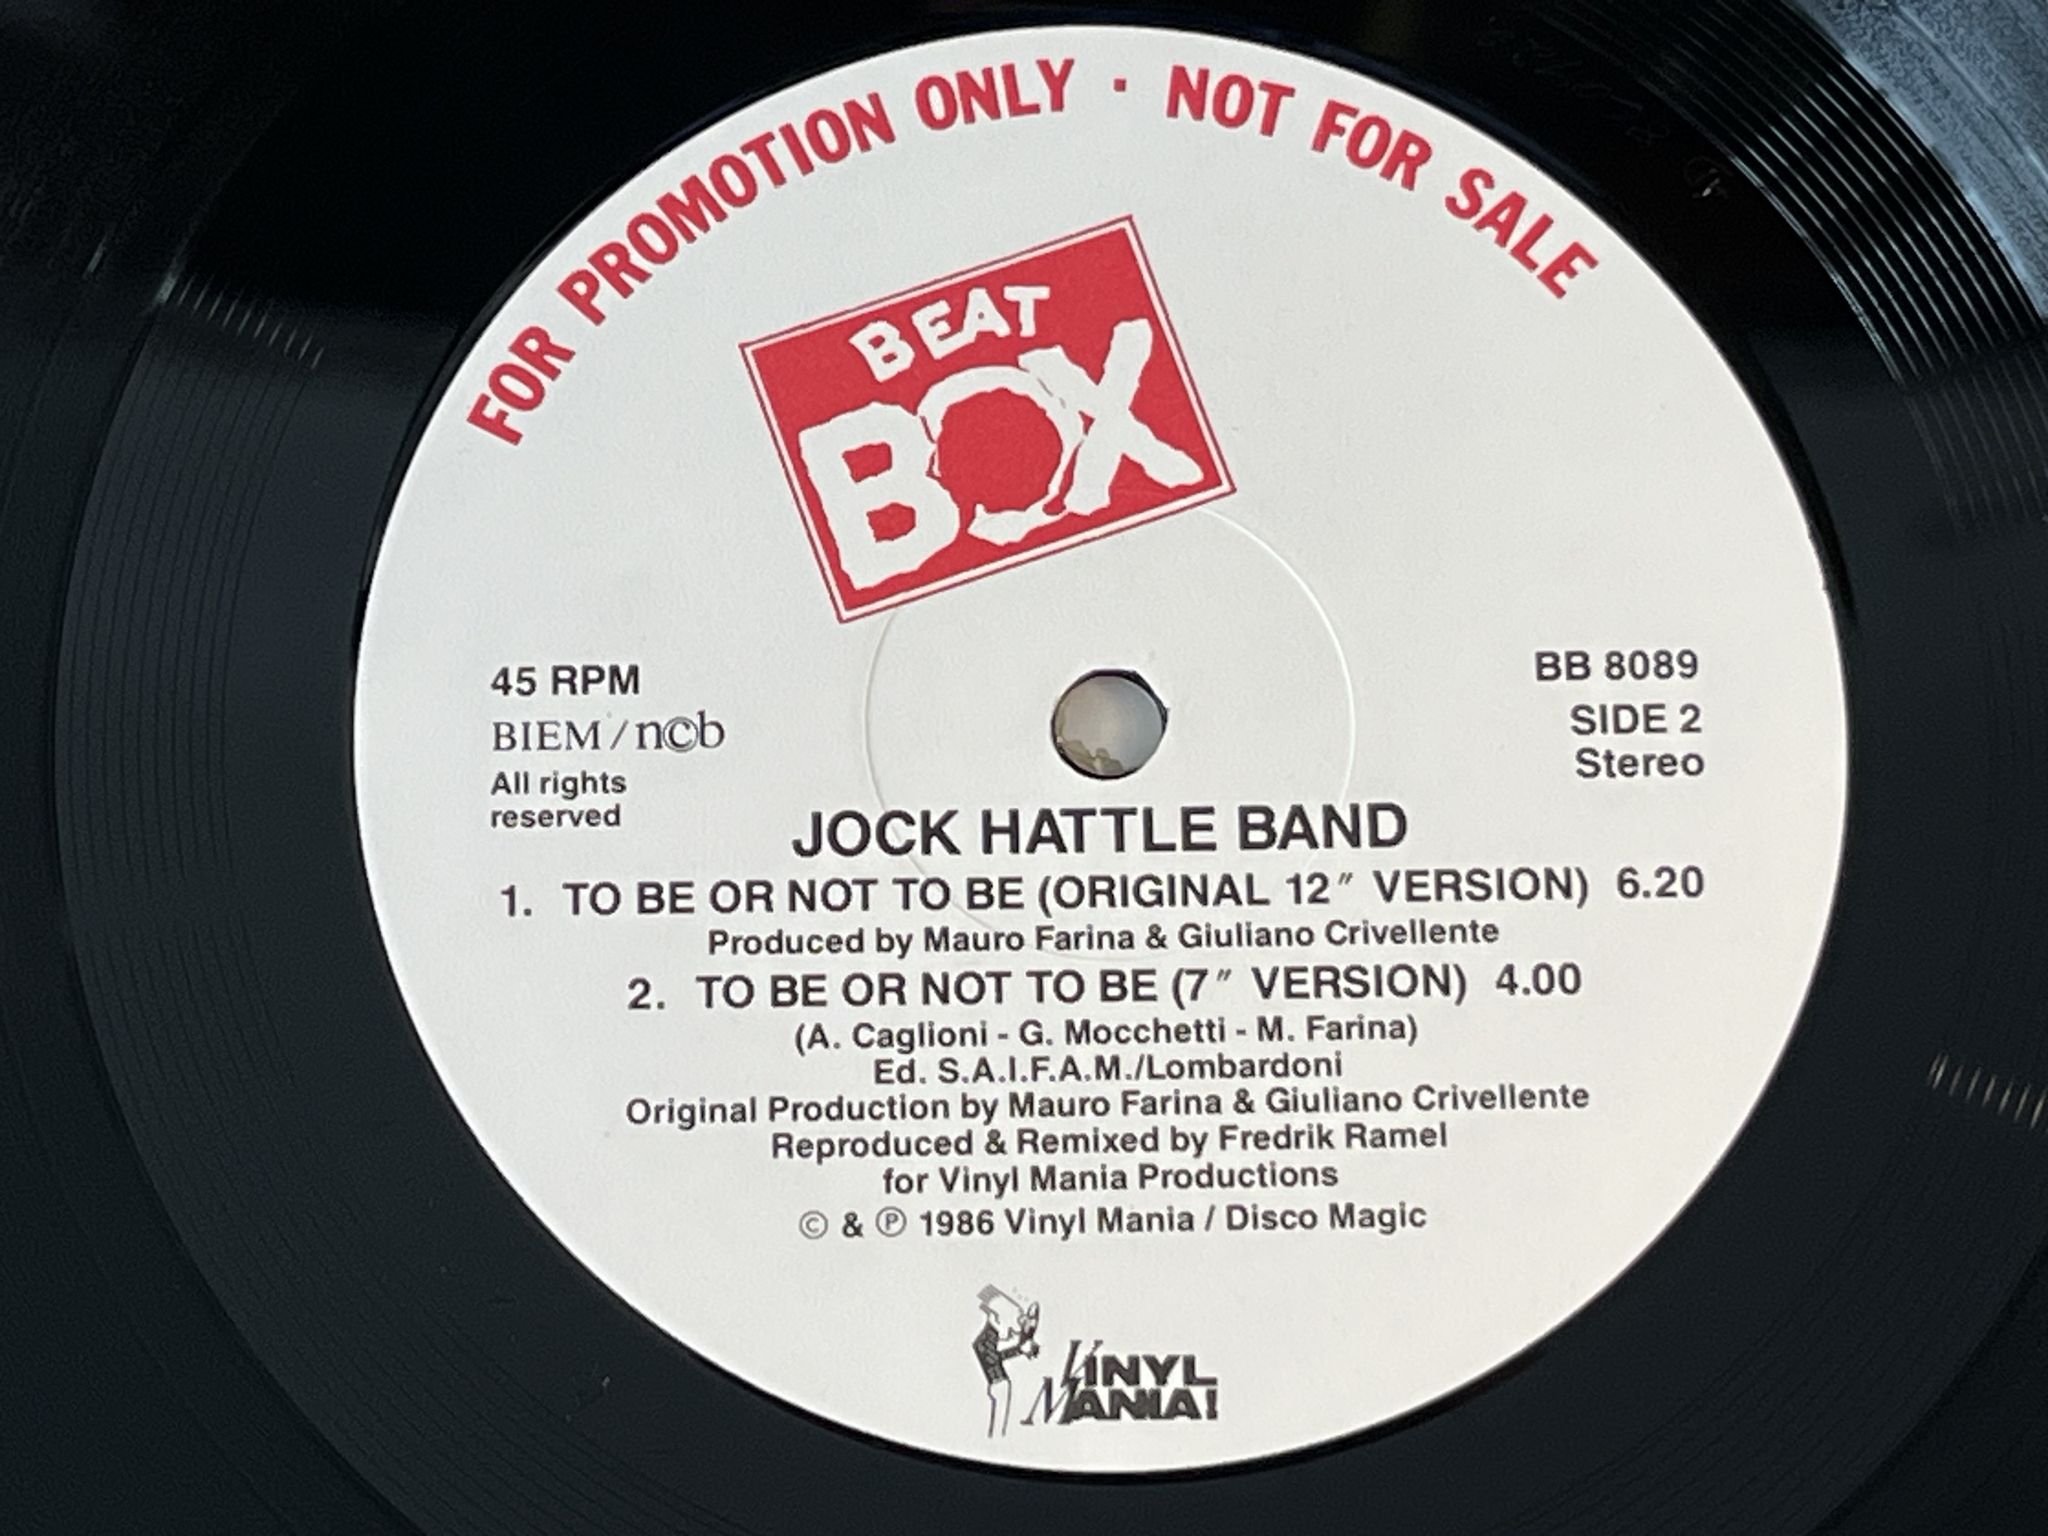 FOR PROMOTION ONLY · NOT FOR SALE
BEAT
BOX
45 RPM
BIEM/n©b
All rights
reserved
BB 8089
SIDE 2
Stereo
JOCK HATTLE BAND
1. TO BE OR NOT TO BE (ORIGINAL 12″ VERSION) 6.20
Produced by Mauro Farina & Giuliano Crivellente
2. TO BE OR NOT TO BE (7″ VERSION) 4.00
(A. Caglioni - G. Mocchetti - M. Farina)
Ed. S.A.I.F.A.M./Lombardoni
Original Production by Mauro Farina & Giuliano Crivellente
Reproduced & Remixed by Fredrik Ramel
for Vinyl Mania Productions
© & ℗ 1986 Vinyl Mania / Disco Magic
VINYL
MANIA!